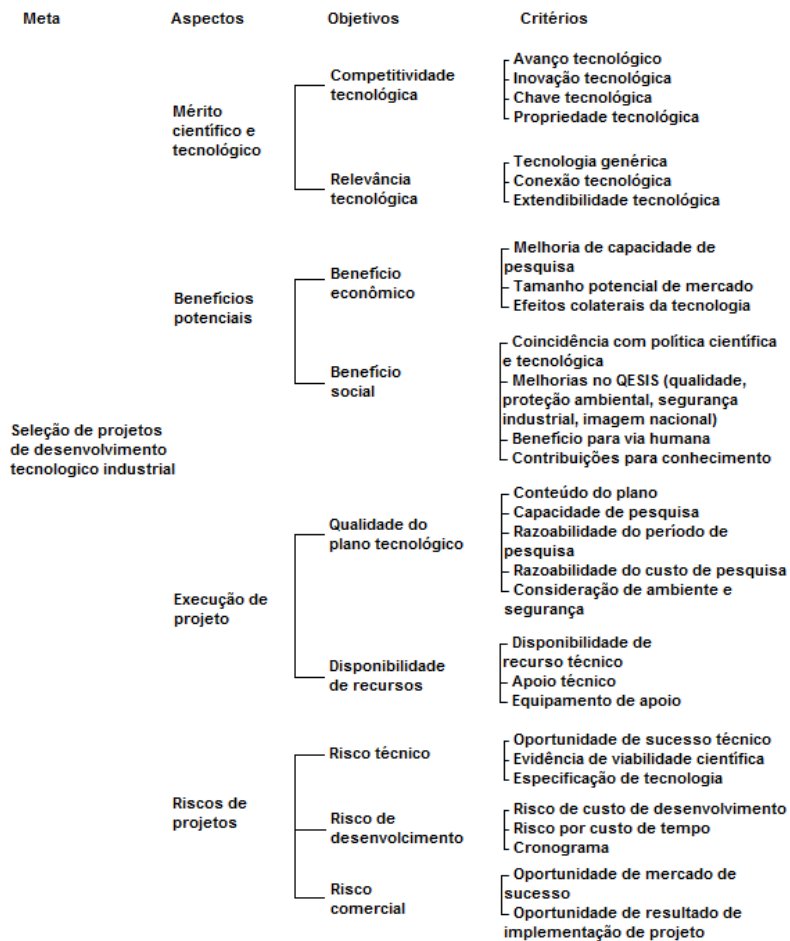 Meta Aspectos Objetivos Critérios
Mérito
científico e
tecnológico
Competitividade
tecnológica
Avanço tecnológico
Inovação tecnológica
Chave tecnológica
Propriedade tecnológica
Relevância
tecnológica
Tecnologia genérica
Conexão tecnológica
Extendibilidade tecnológica
Benefícios
potenciais
Benefício
econômico
Melhoria de capacidade de
pesquisa
Tamanho potencial de mercado
Efeitos colaterais da tecnologia
Benefício
social
Coincidência com política científica
e tecnológica
Melhorias no QESIS (qualidade,
proteção ambiental, segurança
industrial, imagem nacional)
Benefício para via humana
Contribuições para conhecimento
Seleção de projetos
de desenvolvimento
tecnologico industrial
Execução de
projeto
Qualidade do
plano tecnológico
Conteúdo do plano
Capacidade de pesquisa
Razoabilidade do período de
pesquisa
Razoabilidade do custo de pesquisa
Consideração de ambiente e
segurança
Disponibilidade
de recursos
Disponibilidade de
recurso técnico
Apoio técnico
Equipamento de apoio
Riscos de
projetos
Risco técnico
Oportunidade de sucesso técnico
Evidência de viabilidade científica
Especificação de tecnologia
Risco de
desenvolcimento
Risco de custo de desenvolvimento
Risco por custo de tempo
Cronograma
Risco
comercial
Oportunidade de mercado de
sucesso
Oportunidade de resultado de
implementação de projeto